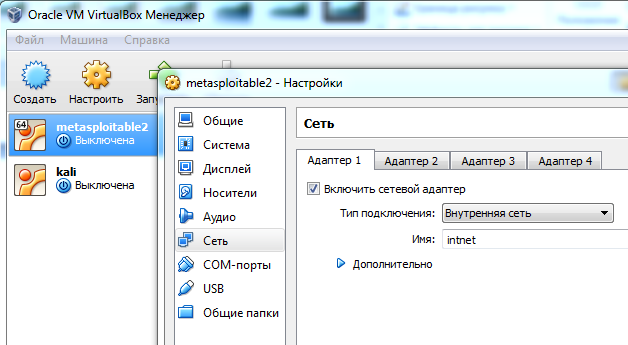 Oracle VM VirtualBox Менеджер
Файл Машина Справка
Создать Настроить Запу
metasploitable2 - Настройки
64 metasploitable2
Выключена
kali
Выключена
Общие
Система
Дисплей
Носители
Аудио
Сеть
COM-порты
USB
Общие папки
Сеть
Адаптер 1 Адаптер 2 Адаптер 3 Адаптер 4
Включить сетевой адаптер
Тип подключения: Внутренняя сеть
Имя: intnet
Дополнительно